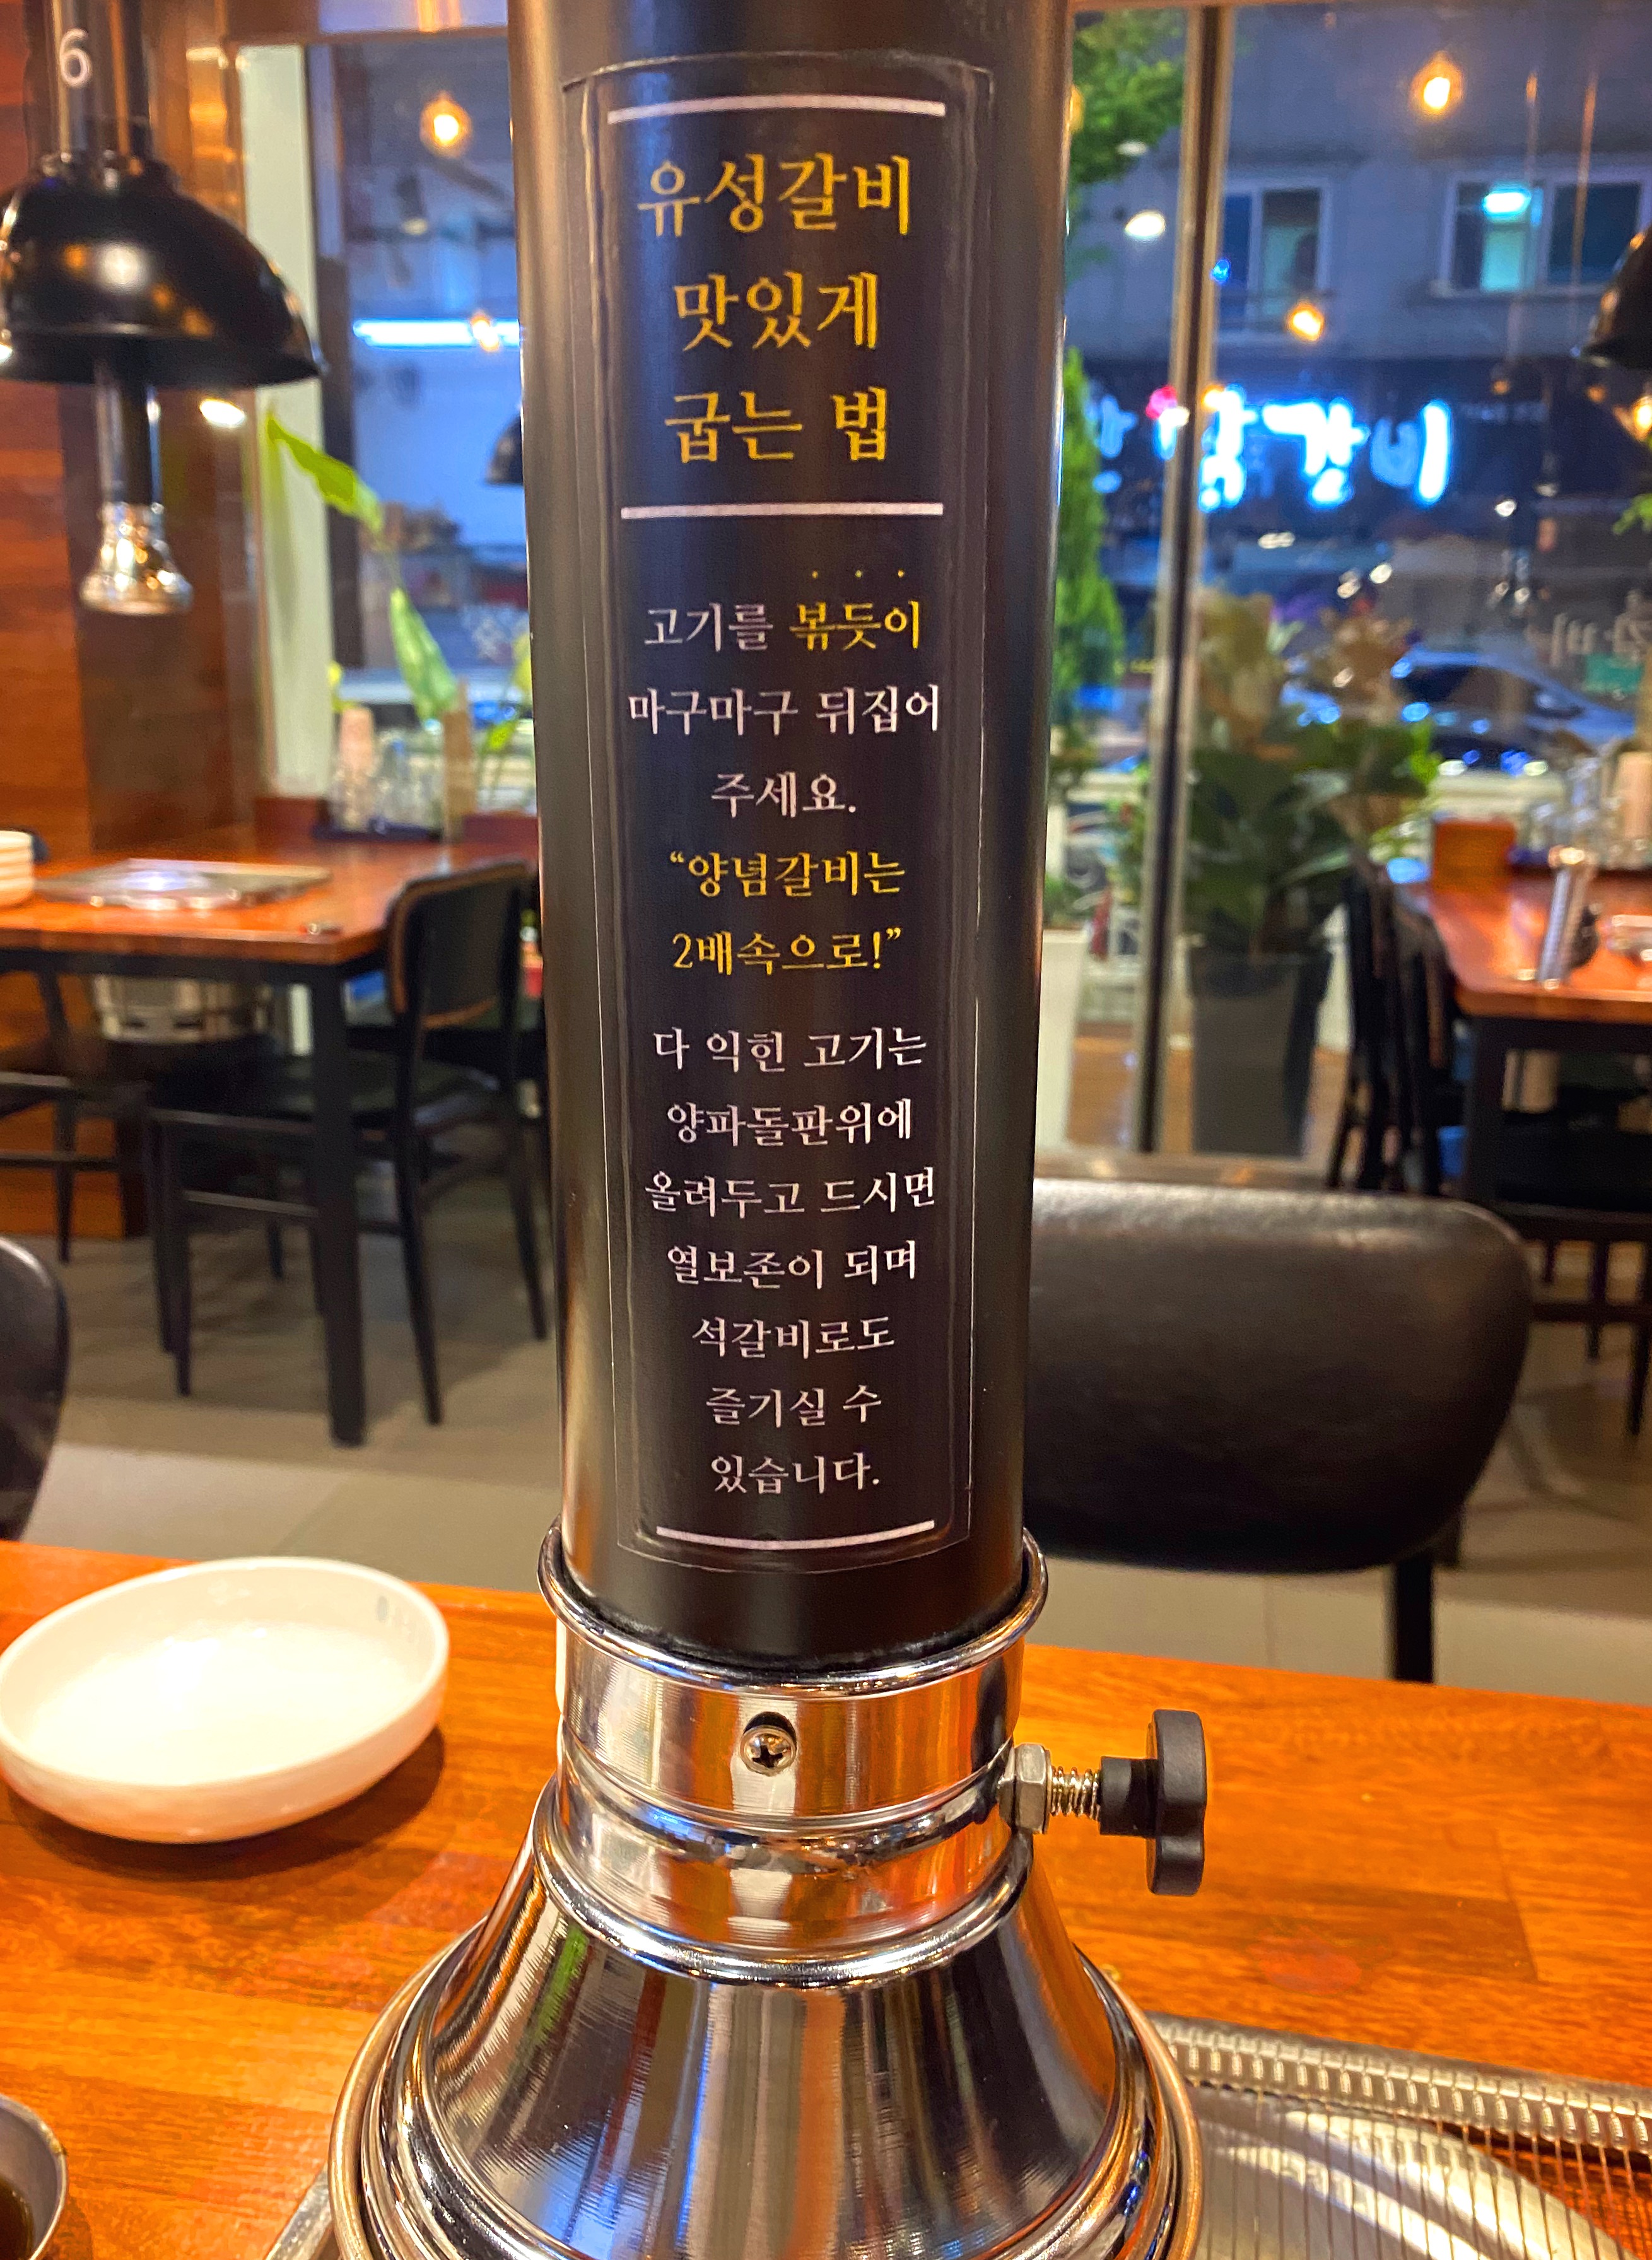 6
유성갈비
맛있게
굽는 법
고기를 볶듯이
마구마구 뒤집어
주세요.
“양념갈비는
2배속으로!”
다 익힌 고기는
양파돌판위에
올려두고 드시면
열보존이 되며
석갈비로도
즐기실 수
있습니다.
닭갈비